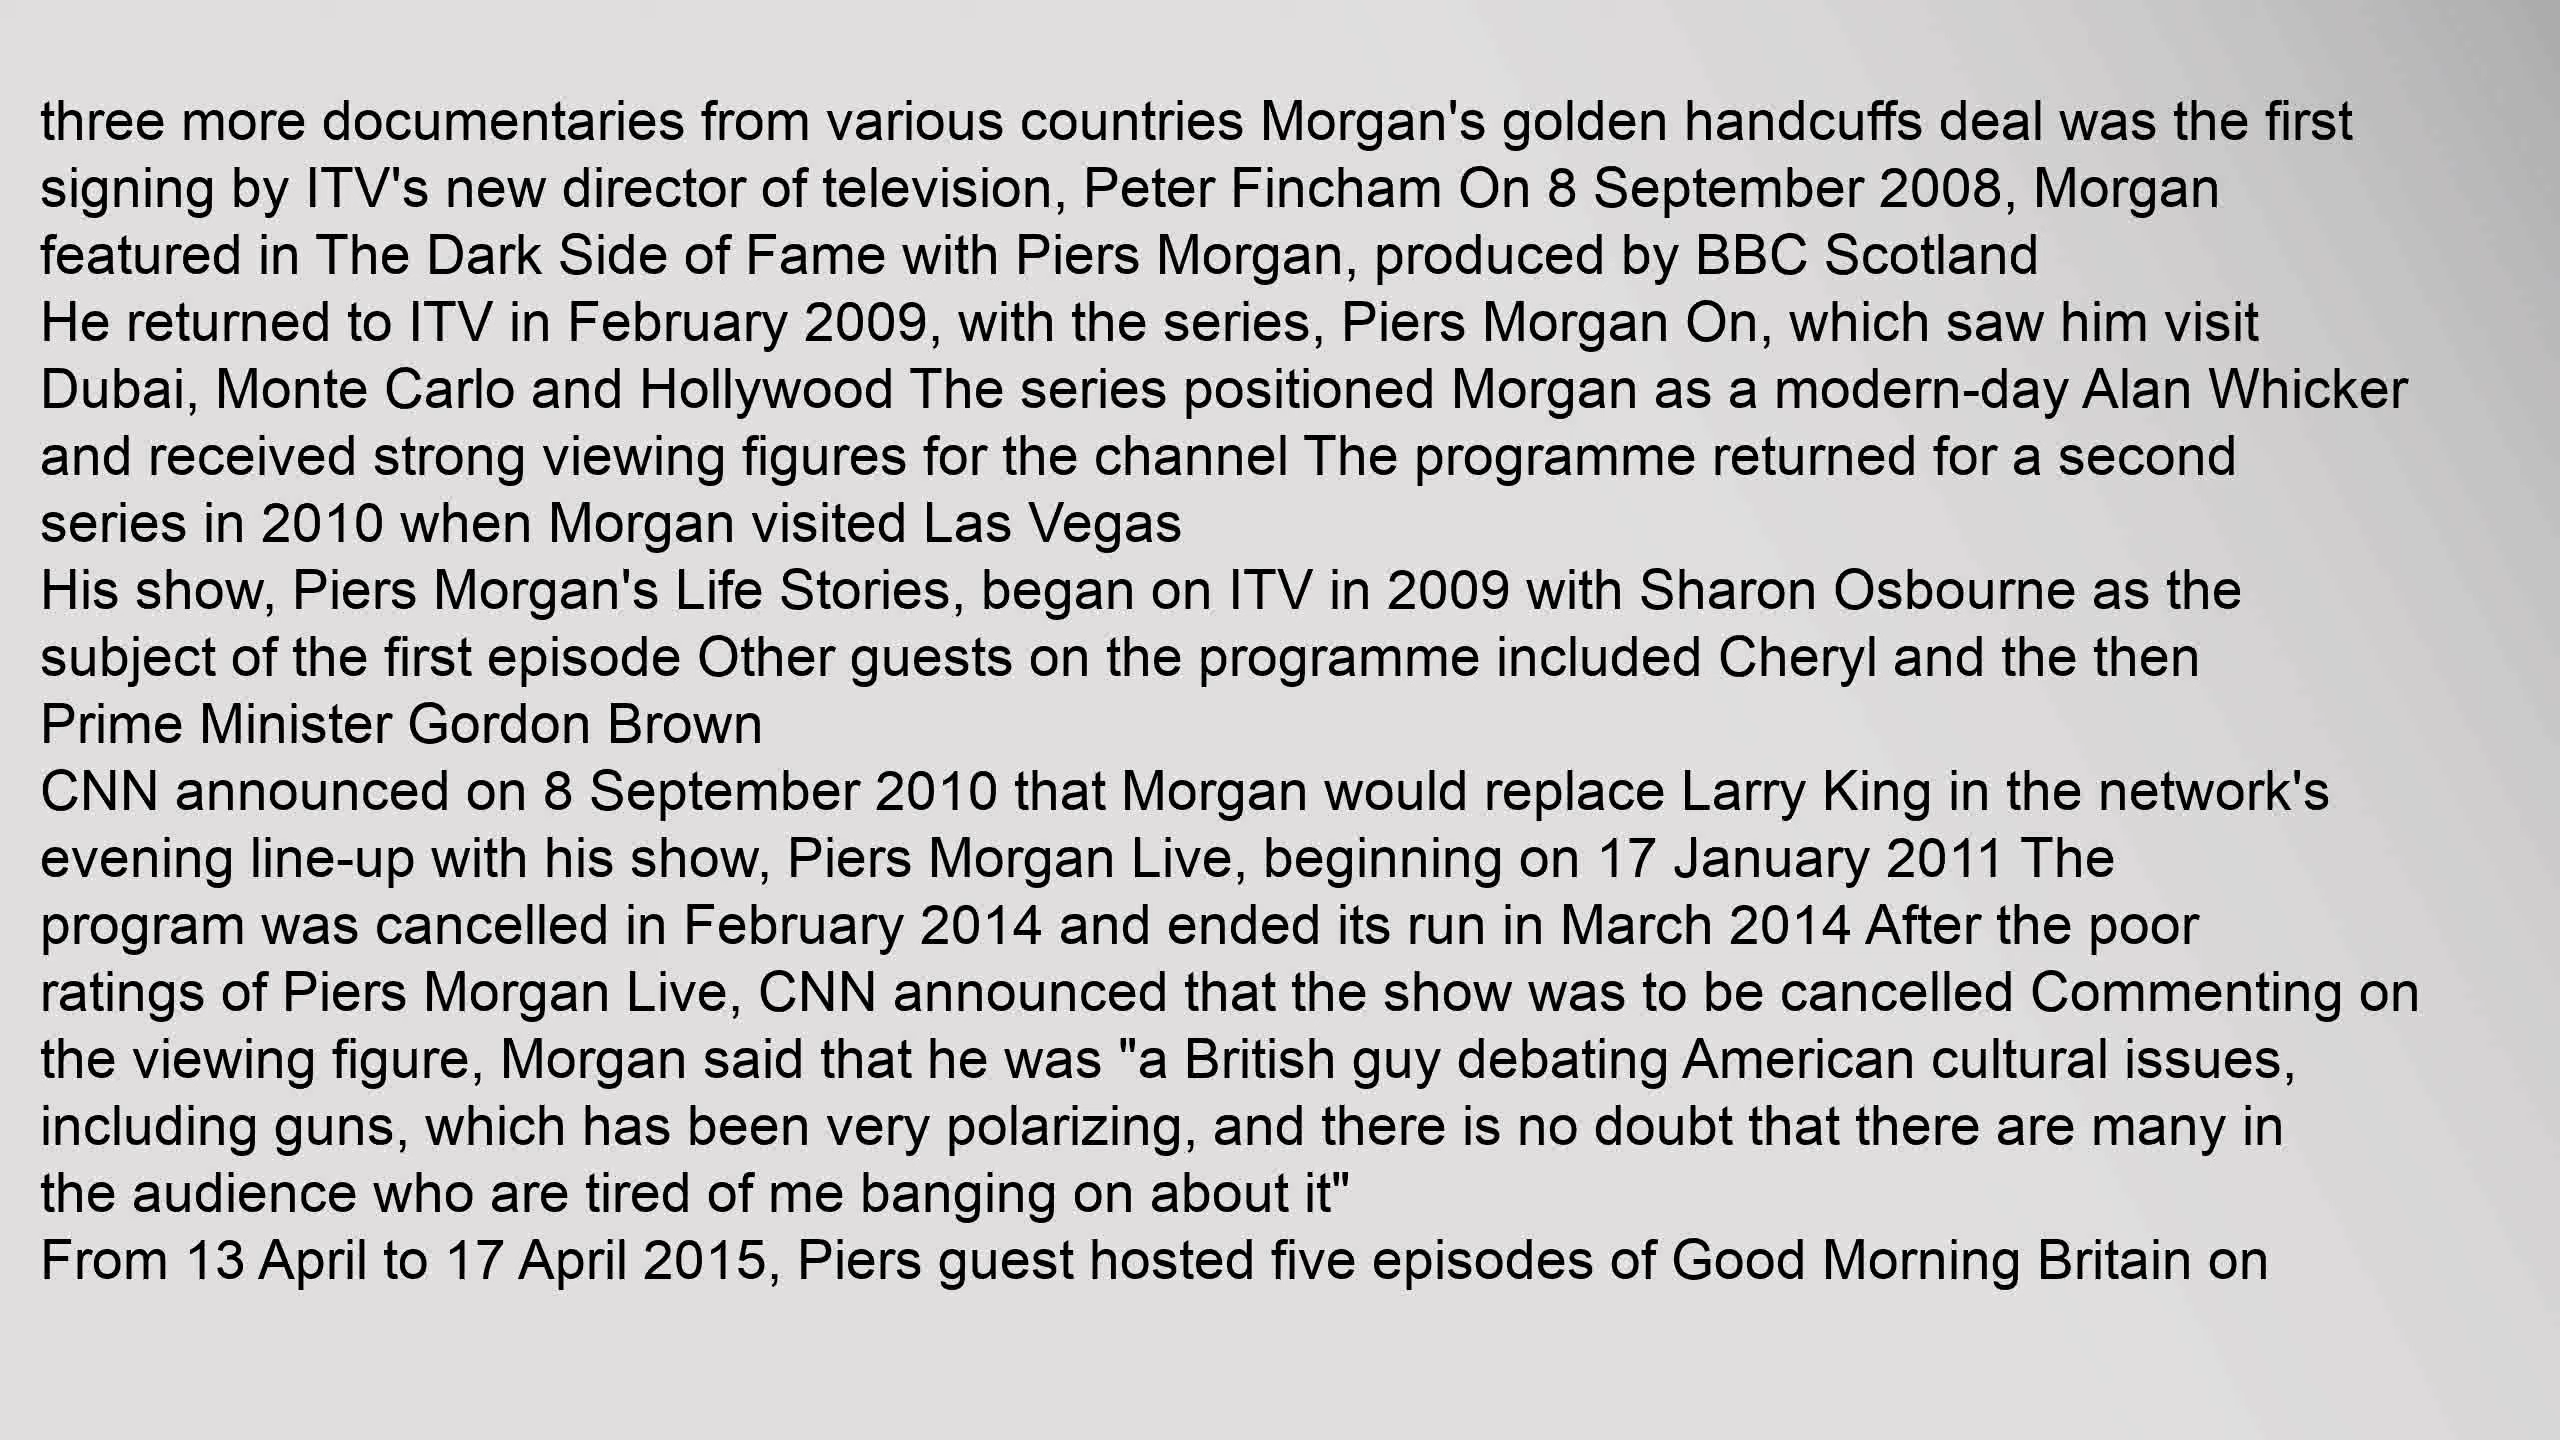 three more documentaries from various countries Morgan's golden handcuffs deal was the first
signing by ITV's new director of television, Peter Fincham On 8 September 2008, Morgan
featured in The Dark Side of Fame with Piers Morgan, produced by BBC Scotland
He returned to ITV in February 2009, with the series, Piers Morgan On, which saw him visit
Dubai, Monte Carlo and Hollywood The series positioned Morgan as a modern-day Alan Whicker
and received strong viewing figures for the channel The programme returned for a second
series in 2010 when Morgan visited Las Vegas
His show, Piers Morgan's Life Stories, began on ITV in 2009 with Sharon Osbourne as the
subject of the first episode Other guests on the programme included Cheryl and the then
Prime Minister Gordon Brown
CNN announced on 8 September 2010 that Morgan would replace Larry King in the network's
evening line-up with his show, Piers Morgan Live, beginning on 17 January 2011 The
program was cancelled in February 2014 and ended its run in March 2014 After the poor
ratings of Piers Morgan Live, CNN announced that the show was to be cancelled Commenting on
the viewing figure, Morgan said that he was "a British guy debating American cultural issues,
including guns, which has been very polarizing, and there is no doubt that there are many in
the audience who are tired of me banging on about it"
From 13 April to 17 April 2015, Piers guest hosted five episodes of Good Morning Britain on